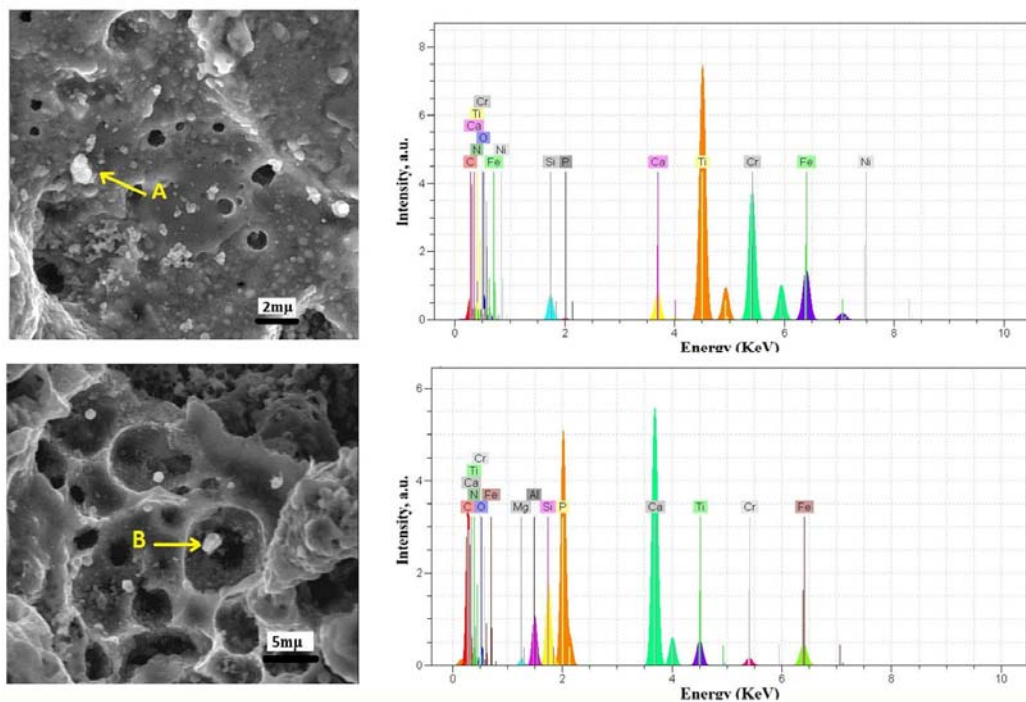 A
2mµ
8
6
4
2
0
Intensity, a.u.
Cr
Ti
Ca
O
N Ni
C Fe Si P Ca Ti Cr Fe Ni
0 2 4 6 8 10
Energy (KeV)
B
5mµ
6
4
2
0
Intensity, a.u.
Cr
Ti
Ca
N
C O Fe Mg Al Si P Ca Ti Cr Fe
0 2 4 6 8 10
Energy (KeV)